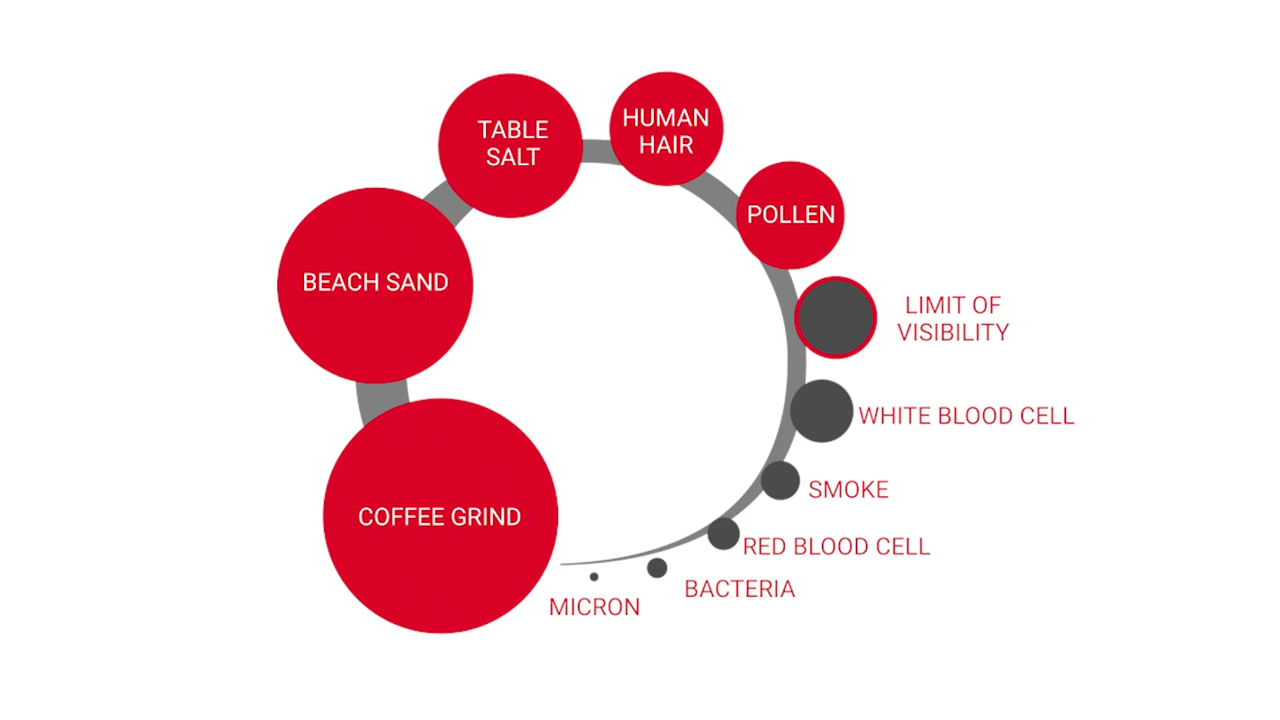 TABLE
SALT
HUMAN
HAIR
POLLEN
BEACH SAND
LIMIT OF
VISIBILITY
WHITE BLOOD CELL
SMOKE
COFFEE GRIND
RED BLOOD CELL
BACTERIA
MICRON